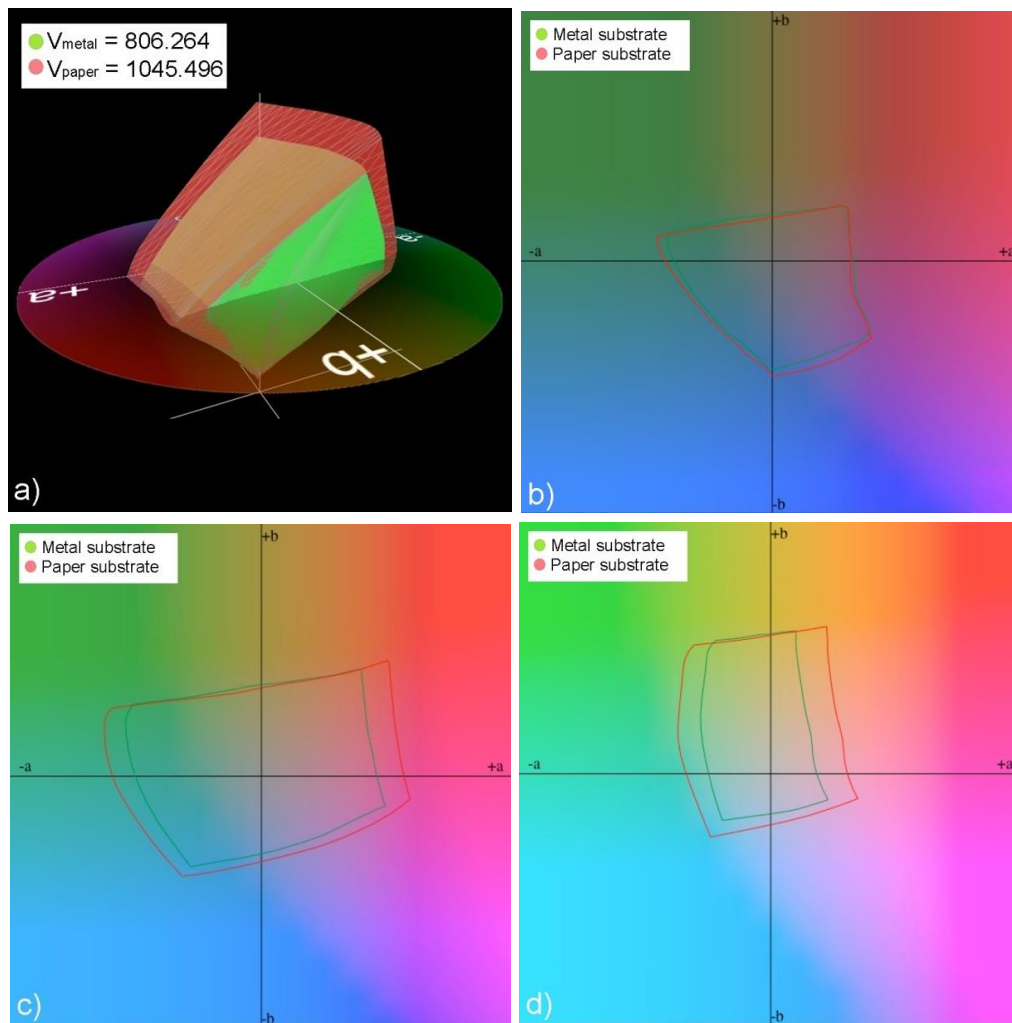 Vmetal = 806.264
Vpaper = 1045.496
+a
-a
+b
a)
Metal substrate
Paper substrate
+b
-a
+a
-b
b)
Metal substrate
Paper substrate
+b
-a
+a
-b
c)
Metal substrate
Paper substrate
+b
-a
+a
-b
d)